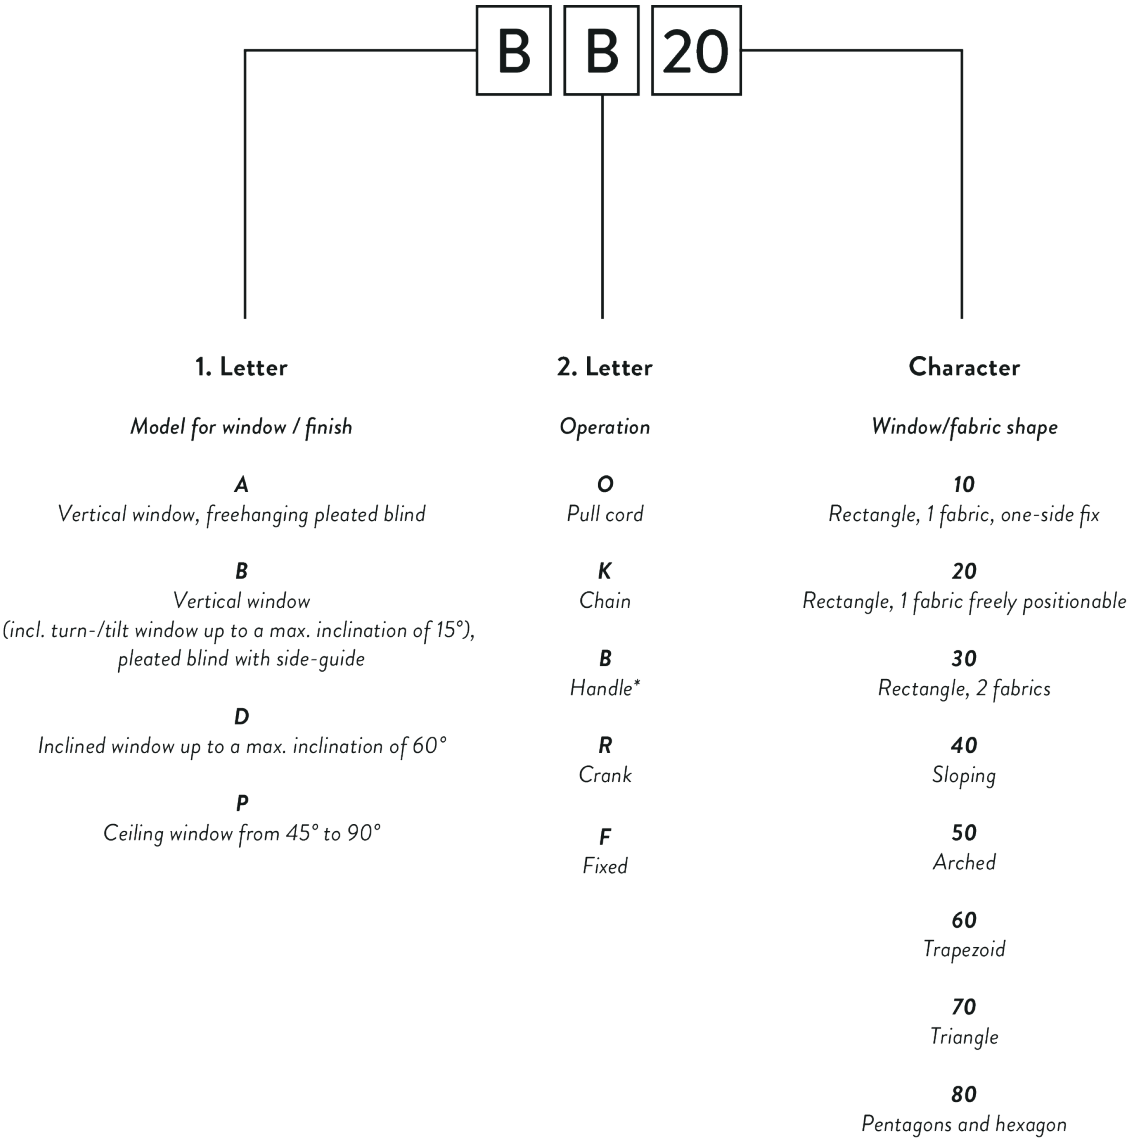 B B 20
1. Letter
Model for window / finish
A
Vertical window, freehanging pleated blind
B
Vertical window
(incl. turn-/tilt window up to a max. inclination of 15°),
pleated blind with side-guide
D
Inclined window up to a max. inclination of 60°
P
Ceiling window from 45° to 90°
2. Letter
Operation
O
Pull cord
K
Chain
B
Handle*
R
Crank
F
Fixed
Character
Window/fabric shape
10
Rectangle, 1 fabric, one-side fix
20
Rectangle, 1 fabric freely positionable
30
Rectangle, 2 fabrics
40
Sloping
50
Arched
60
Trapezoid
70
Triangle
80
Pentagons and hexagon